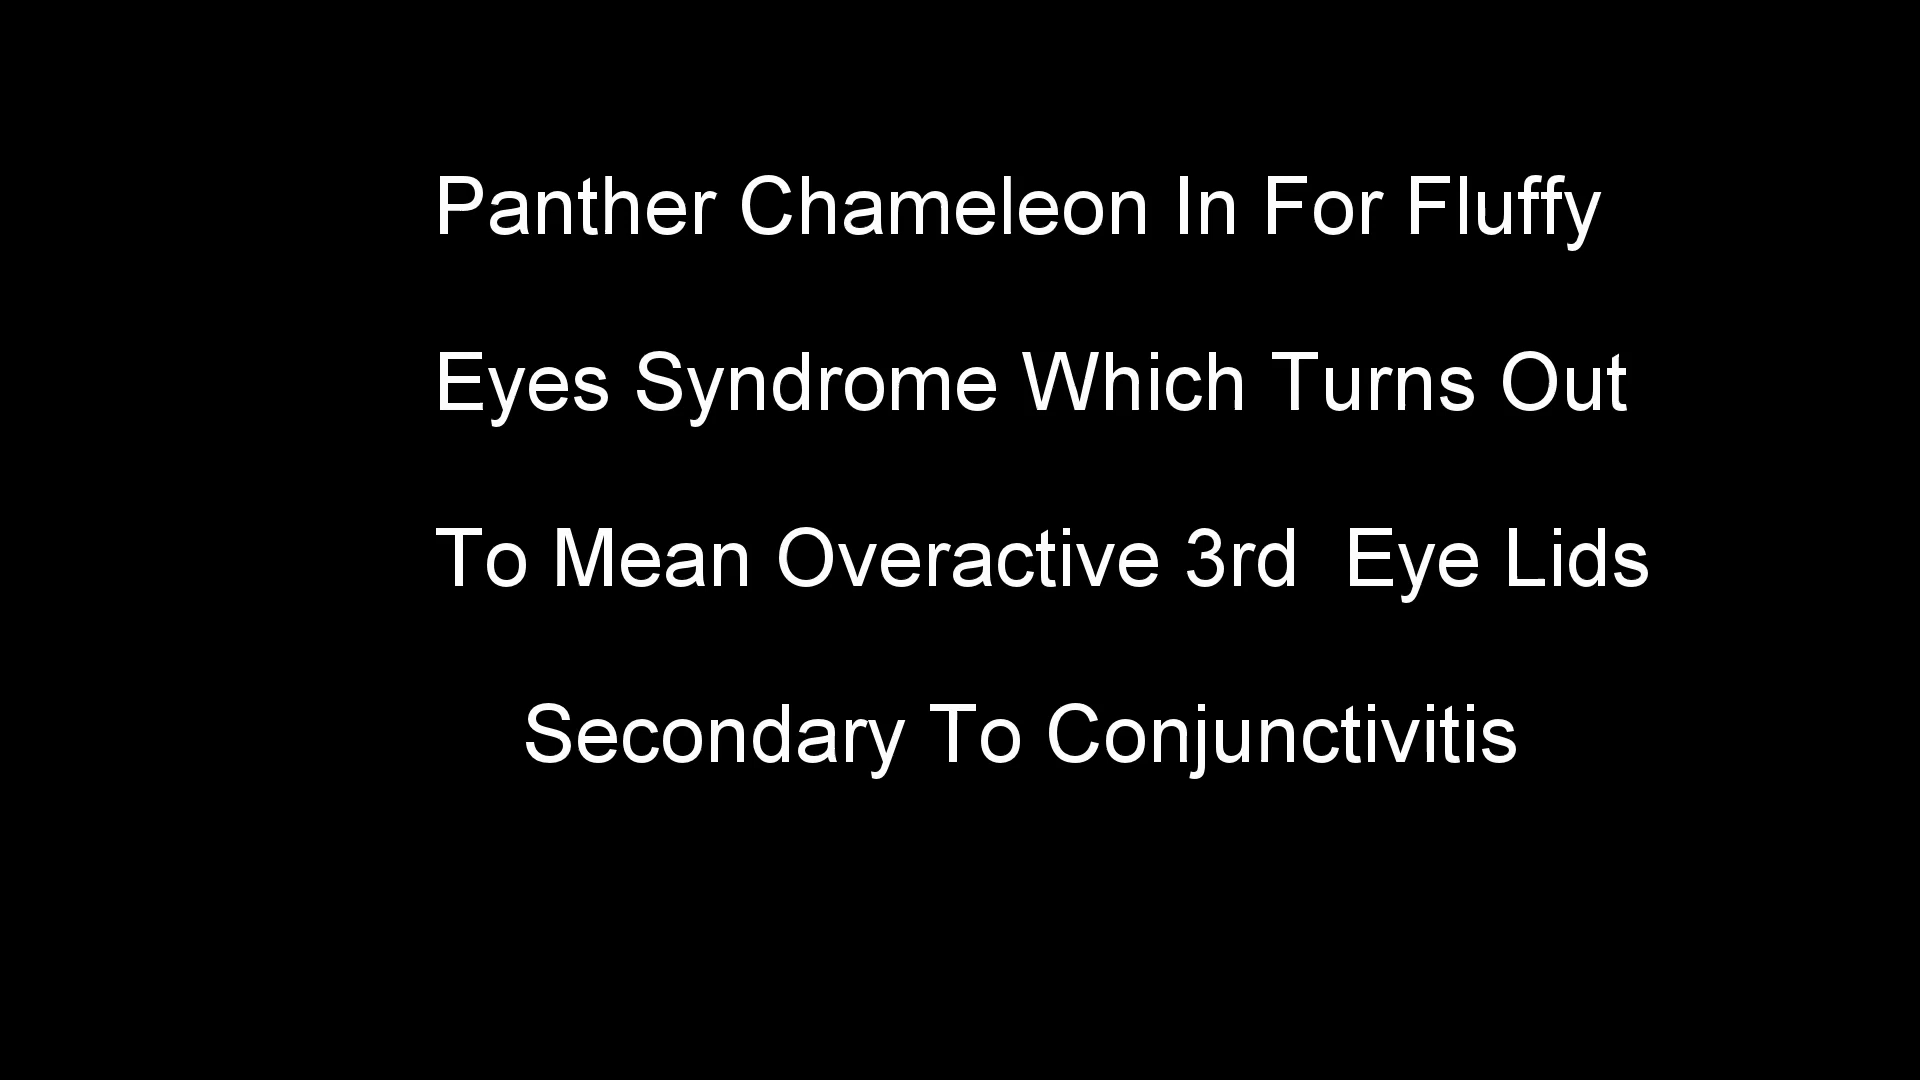 Panther Chameleon In For Fluffy
Eyes Syndrome Which Turns Out
To Mean Overactive 3rd  Eye Lids
Secondary To Conjunctivitis